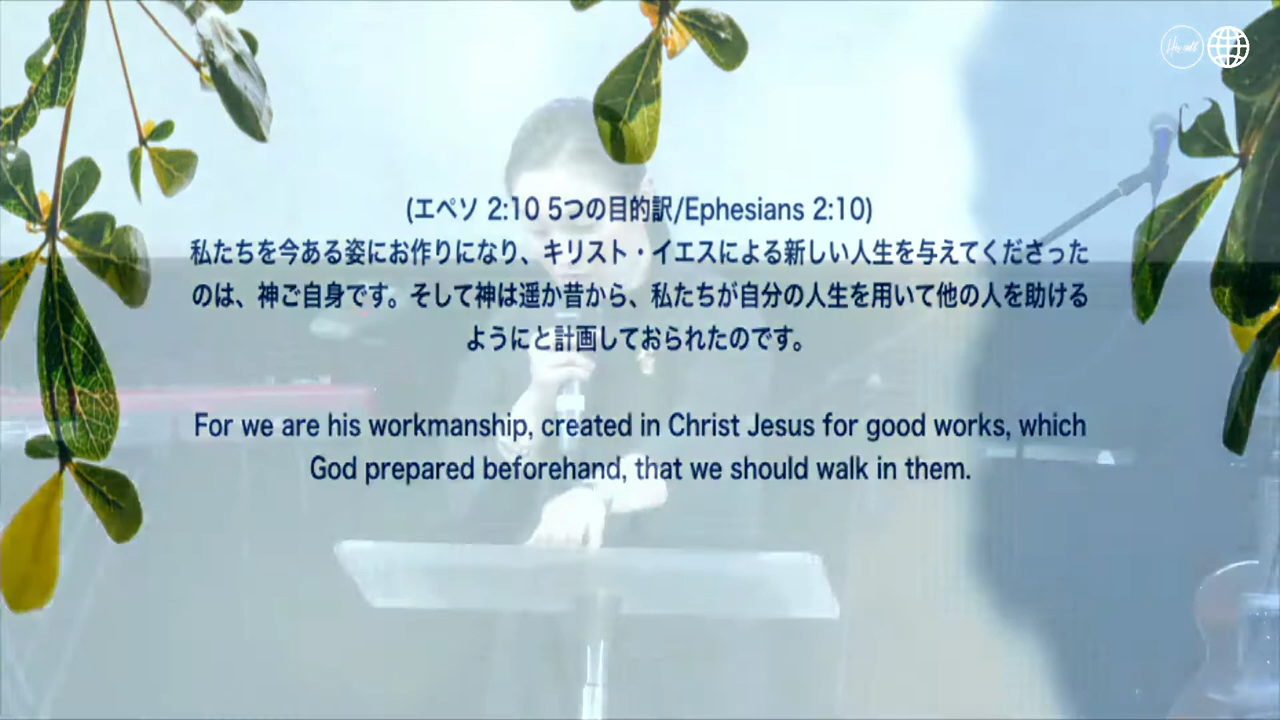 (エペソ 2:10 5つの目的訳/Ephesians 2:10)
私たちを今ある姿にお作りになり、キリスト・イエスによる新しい人生を与えてくださった
のは、神ご自身です。そして神は遥か昔から、私たちが自分の人生を用いて他の人を助ける
ようにと計画しておられたのです。
For we are his workmanship, created in Christ Jesus for good works, which
God prepared beforehand, that we should walk in them.